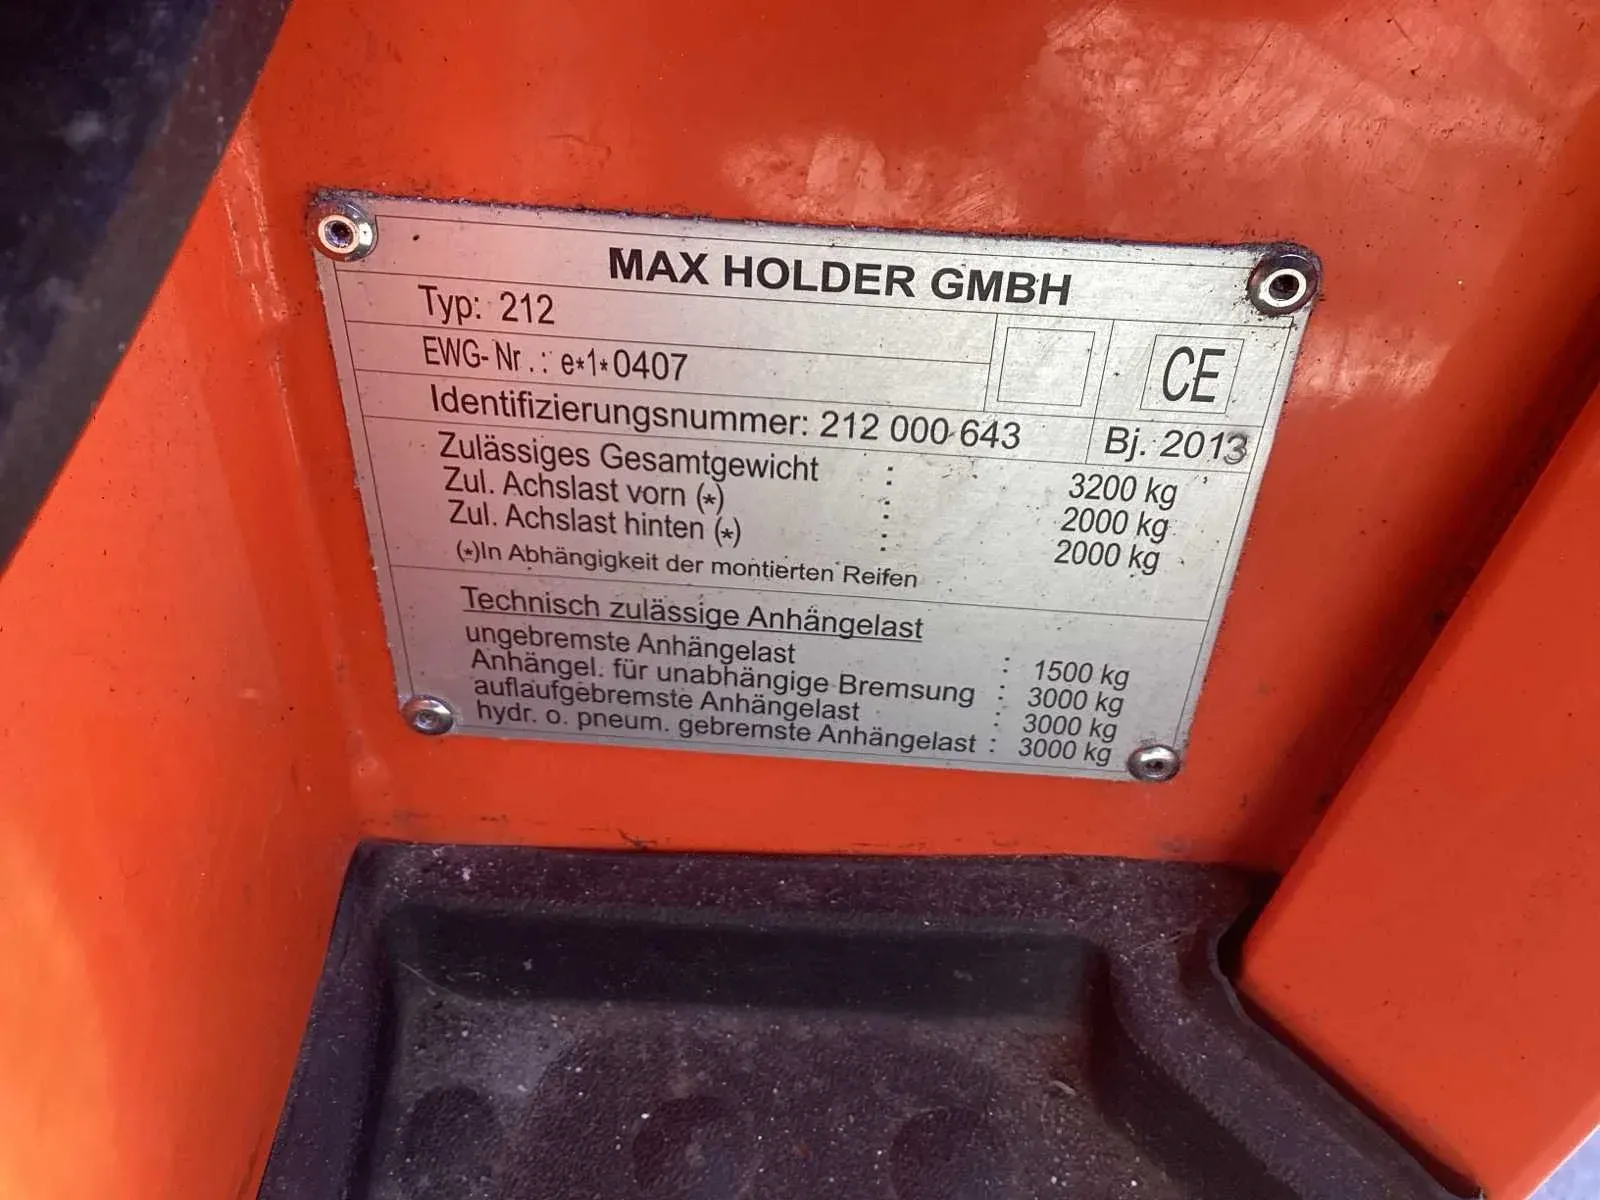 MAX HOLDER GMBH
Typ: 212
EWG- Nr .: e*1*0407
CE
Identifizierungsnummer: 212 000 643
Bj. 2013
Zulässiges Gesamtgewicht : 3200 kg
Zul. Achslast vorn (*) : 2000 kg
Zul. Achslast hinten (*) : 2000 kg
(*)In Abhängigkeit der montierten Reifen
Technisch zulässige Anhängelast
ungebremste Anhängelast : 1500 kg
Anhängel. für unabhängige Bremsung : 3000 kg
auflaufgebremste Anhängelast : 3000 kg
hydr. o. pneum. gebremste Anhängelast : 3000 kg